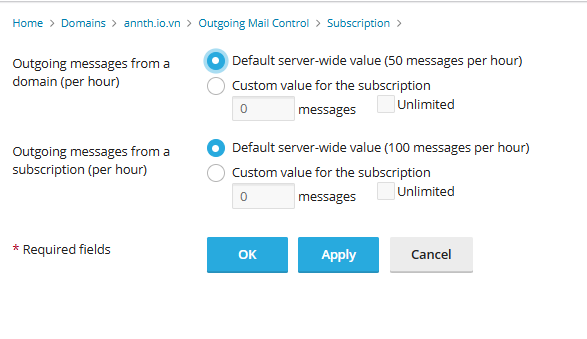 Home > Domains > annth.io.vn > Outgoing Mail Control > Subscription >
Outgoing messages from a
domain (per hour)
Default server-wide value (50 messages per hour)
Custom value for the subscription
0 messages Unlimited
Outgoing messages from a
subscription (per hour)
Default server-wide value (100 messages per hour)
Custom value for the subscription
0 messages Unlimited
* Required fields
OK Apply Cancel